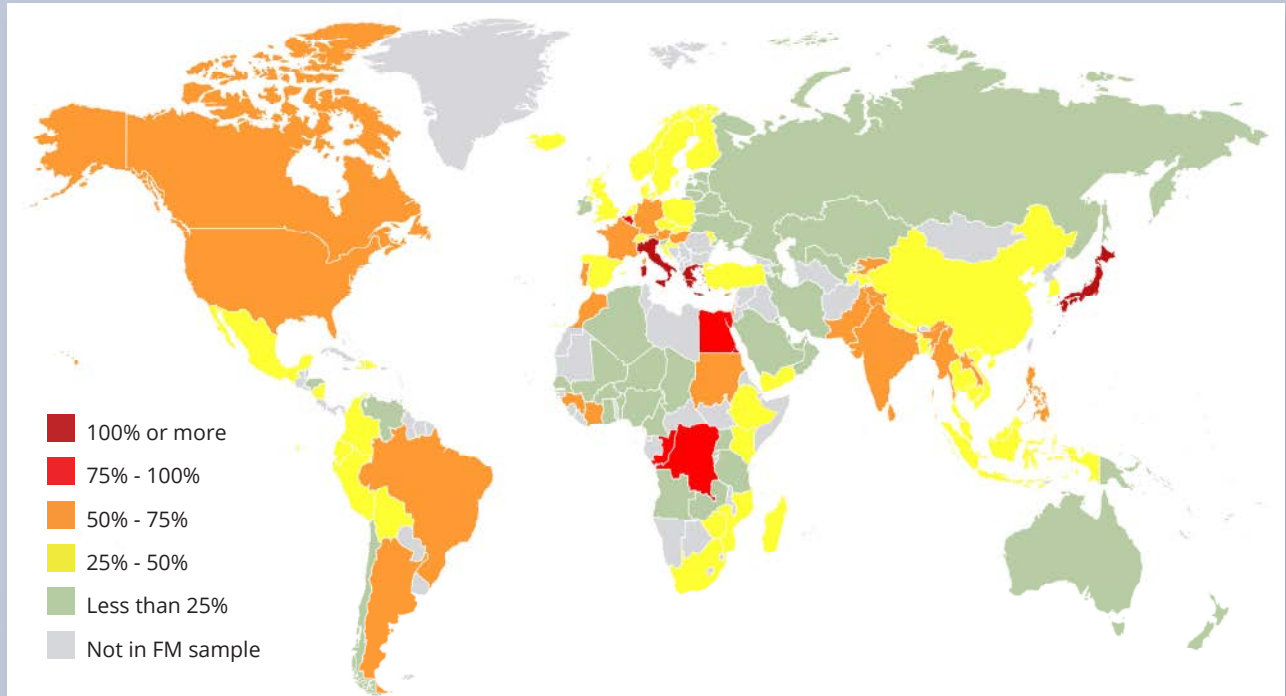 100% or more
75% - 100%
50% - 75%
25% - 50%
Less than 25%
Not in FM sample